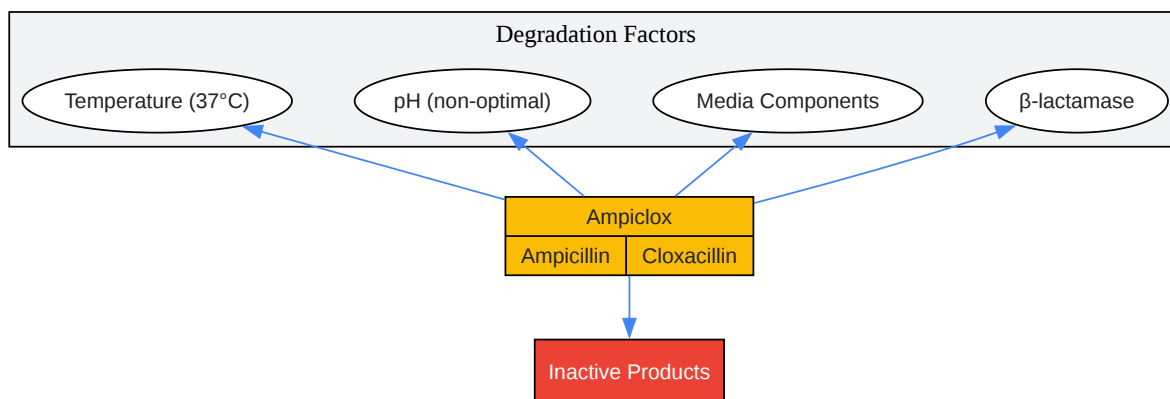 Degradation Factors
Temperature (37°C)
pH (non-optimal)
Media Components
β-lactamase
Ampiclox
Ampicillin
Cloxacillin
Inactive Products